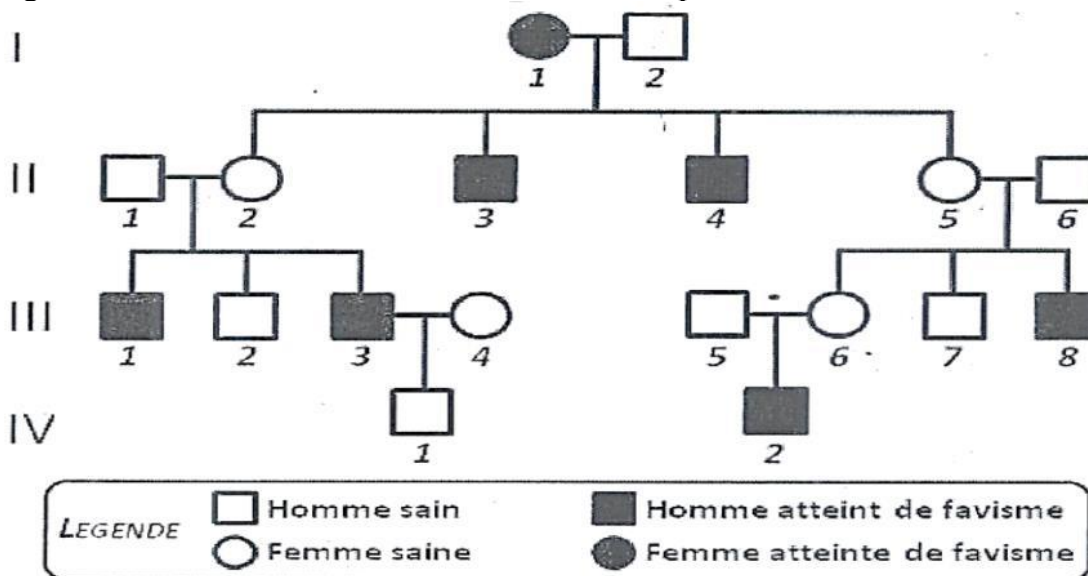 I
1 2
II
1 2 3 4 5 6
III
1 2 3 4 5 6 7 8
IV
1 2
LEGENDE
Homme sain Homme atteint de favisme
Femme saine Femme atteinte de favisme